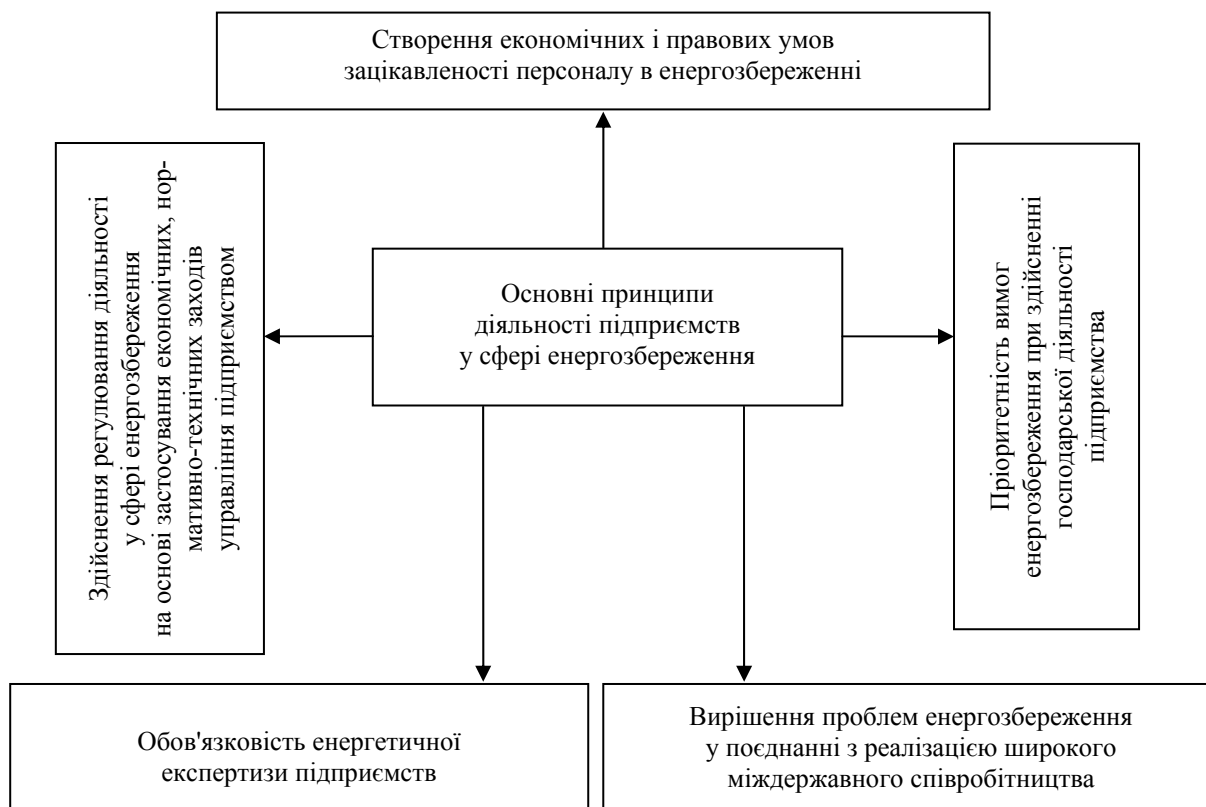 Створення економічних і правових умов
зацікавленості персоналу в енергозбереженні
Здійснення регулювання діяльності
у сфері енергозбереження
на основі застосування економічних, нор-
мативно-технічних заходів
управління підприємством
Основні принципи
діяльності підприємств
у сфері енергозбереження
Пріоритетність вимог
енергозбереження при здійсненні
господарської діяльності
підприємства
Обов'язковість енергетичної
експертизи підприємств
Вирішення проблем енергозбереження
у поєднанні з реалізацією широкого
міждержавного співробітництва